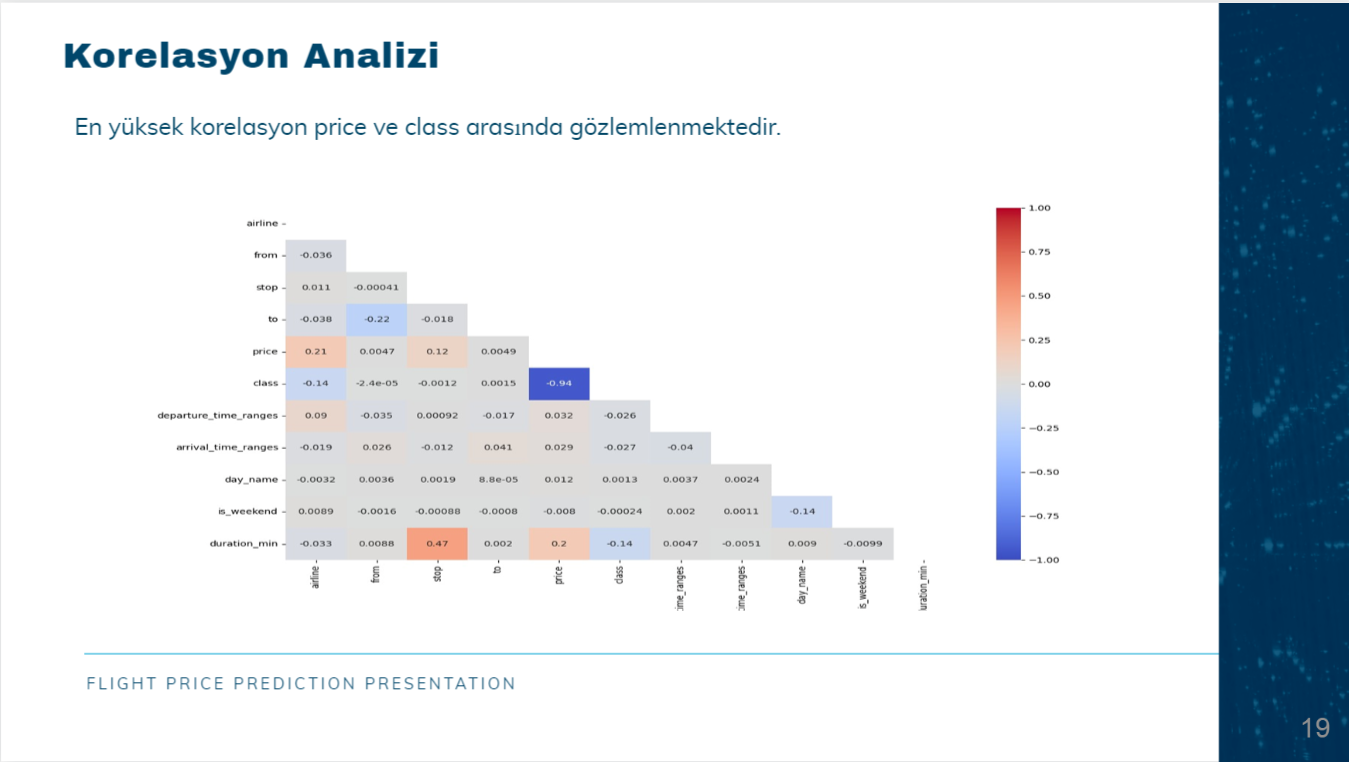 Korelasyon Analizi
En yüksek korelasyon price ve class arasında gözlemlenmektedir.
airline
from -0.036
stop 0.011 -0.00041
to -0.038 -0.22 -0.018
price 0.21 0.0047 0.12 0.0049
class -0.14 -2.4e-05 -0.0012 0.0015 -0.94
departure_time_ranges 0.09 -0.035 0.00092 -0.017 0.032 -0.026
arrival_time_ranges -0.019 0.026 -0.012 0.041 0.029 -0.027 -0.04
day_name -0.0032 0.0036 0.0019 8.8e-05 0.012 0.0013 0.0037 0.0024
is_weekend 0.0089 -0.0016 -0.00088 -0.0008 -0.008 -0.00024 0.002 0.0011 -0.14
duration_min -0.033 0.0088 0.47 0.002 0.2 -0.14 0.0047 -0.0051 0.009 -0.0099
airline from stop to price class ime_ranges ime_ranges day_name is_weekend uration_min
1.00
0.75
0.50
0.25
0.00
−0.25
−0.50
−0.75
−1.00
FLIGHT PRICE PREDICTION PRESENTATION
19